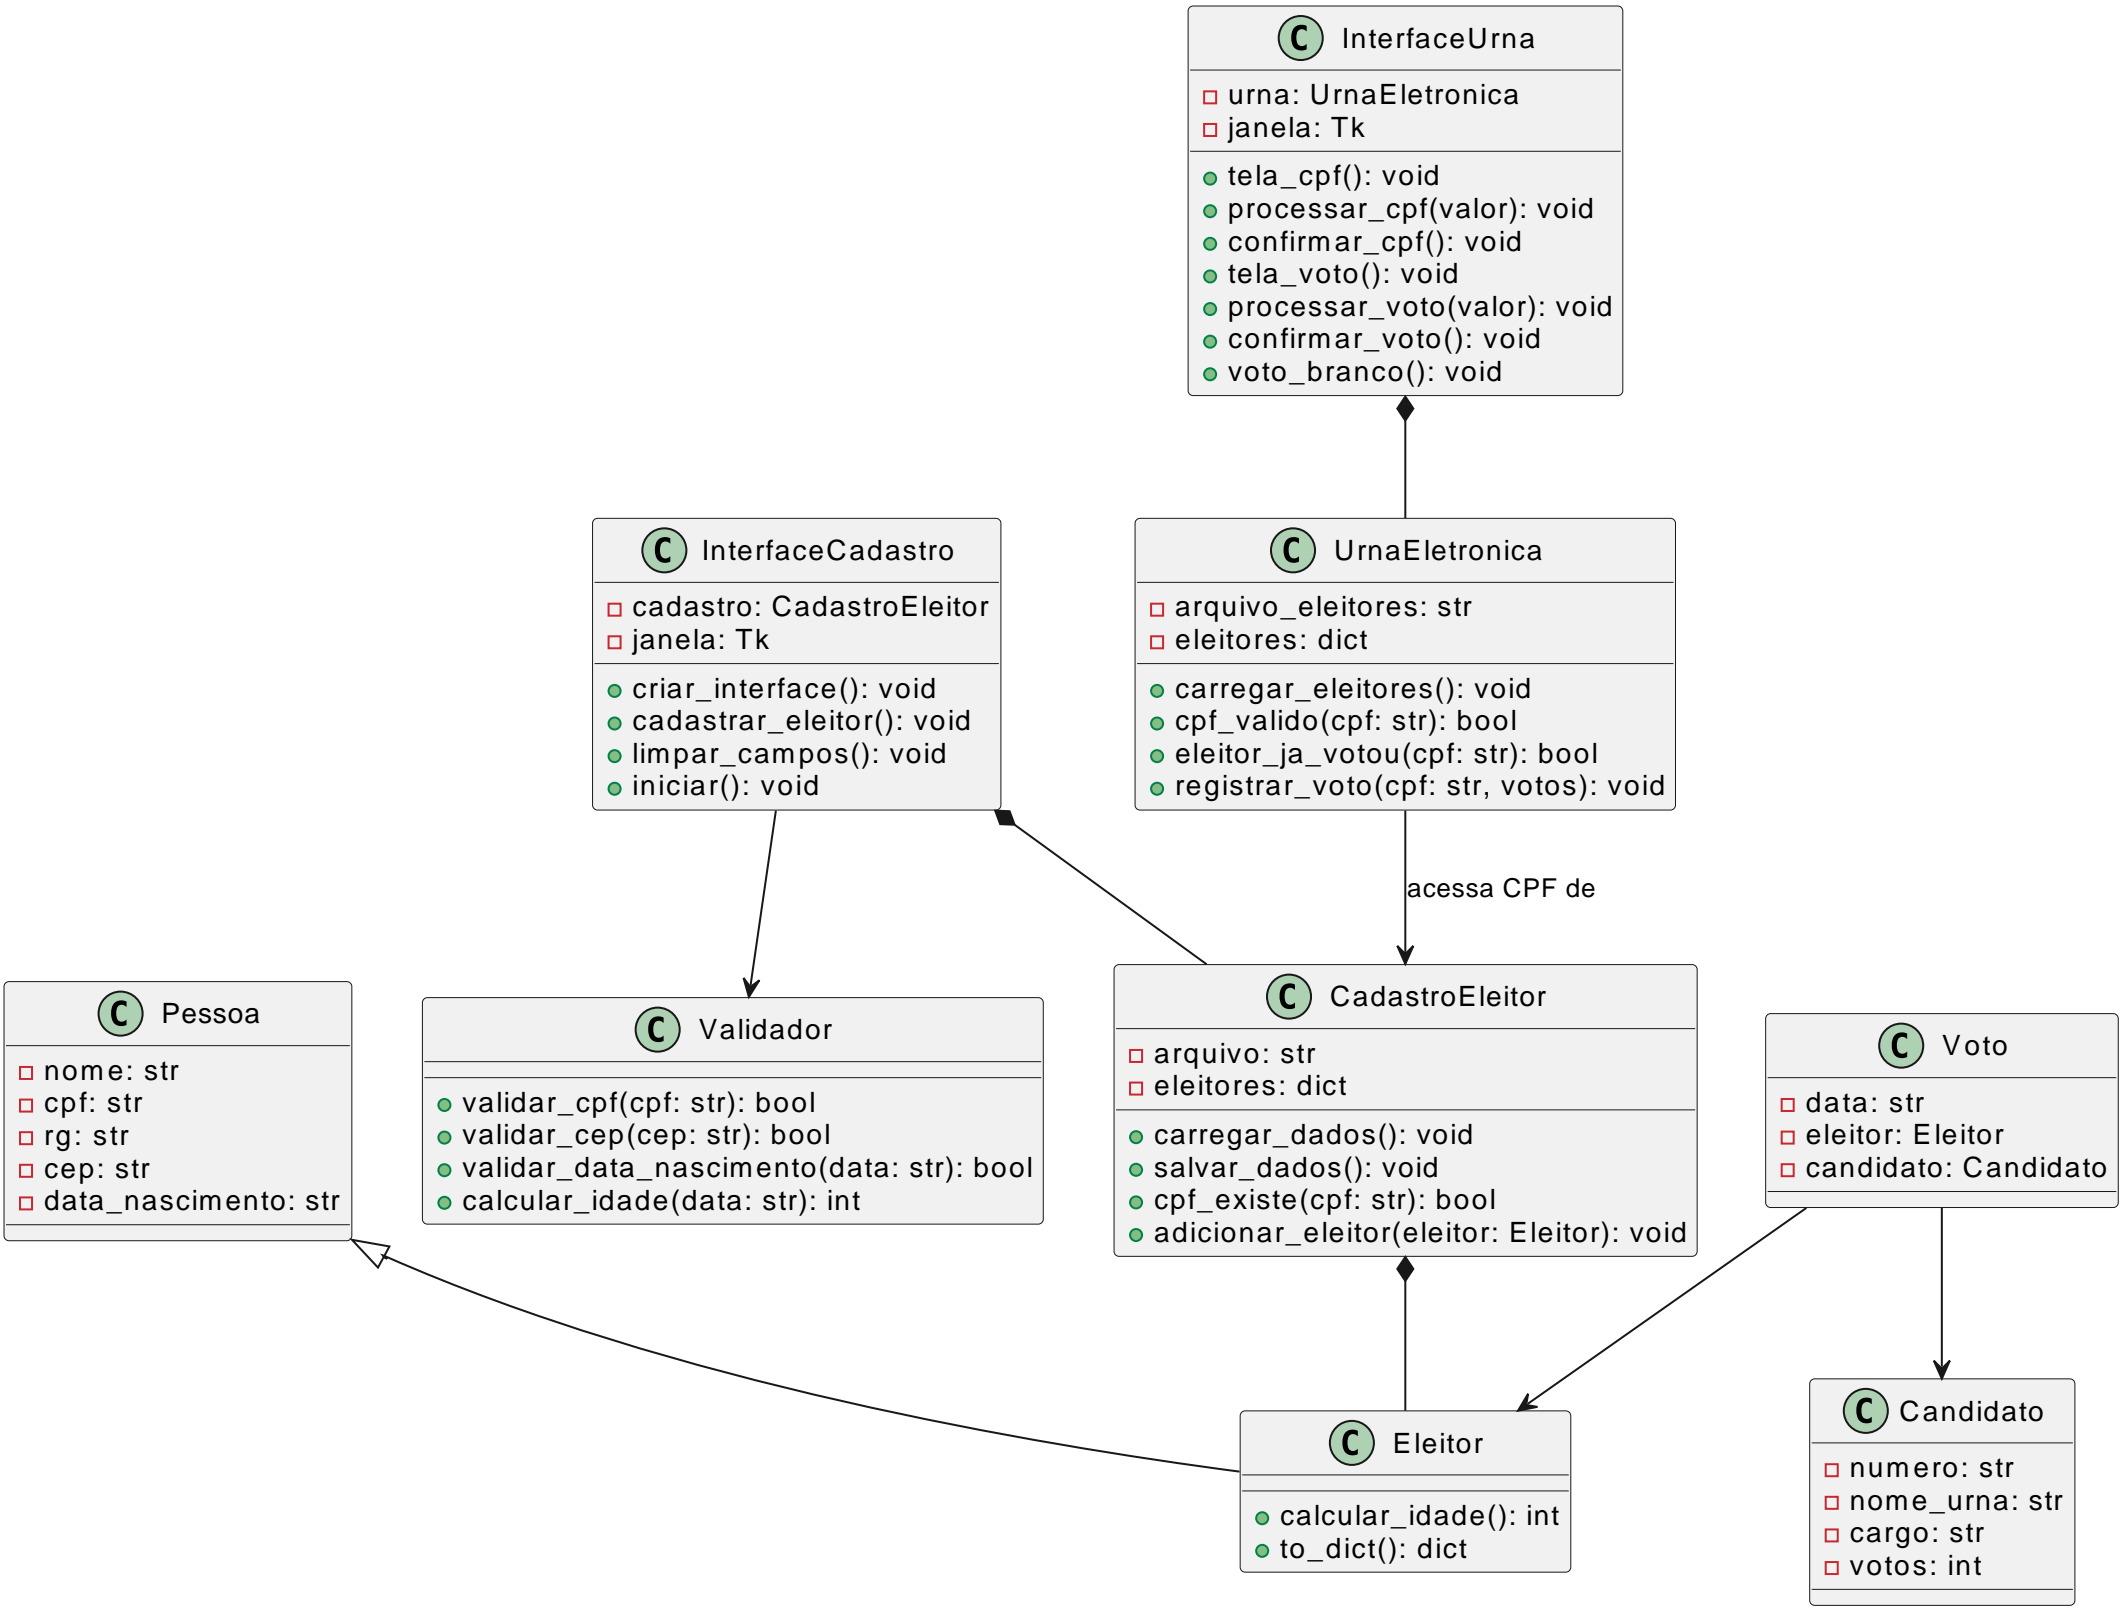 C InterfaceUrna
urna: UrnaEletronica
janela: Tk
tela_cpf(): void
processar_cpf(valor): void
confirmar_cpf(): void
tela_voto(): void
processar_voto(valor): void
confirmar_voto(): void
voto_branco(): void
C InterfaceCadastro
cadastro: CadastroEleitor
janela: Tk
criar_interface(): void
cadastrar_eleitor(): void
limpar_campos(): void
iniciar(): void
C UrnaEletronica
arquivo_eleitores: str
eleitores: dict
carregar_eleitores(): void
cpf_valido(cpf: str): bool
eleitor_ja_votou(cpf: str): bool
registrar_voto(cpf: str, votos): void
acessa CPF de
C Pessoa
nome: str
cpf: str
rg: str
cep: str
data_nascimento: str
C Validador
validar_cpf(cpf: str): bool
validar_cep(cep: str): bool
validar_data_nascimento(data: str): bool
calcular_idade(data: str): int
C CadastroEleitor
arquivo: str
eleitores: dict
carregar_dados(): void
salvar_dados(): void
cpf_existe(cpf: str): bool
adicionar_eleitor(eleitor: Eleitor): void
C Voto
data: str
eleitor: Eleitor
candidato: Candidato
C Eleitor
calcular_idade(): int
to_dict(): dict
C Candidato
numero: str
nome_urna: str
cargo: str
votos: int